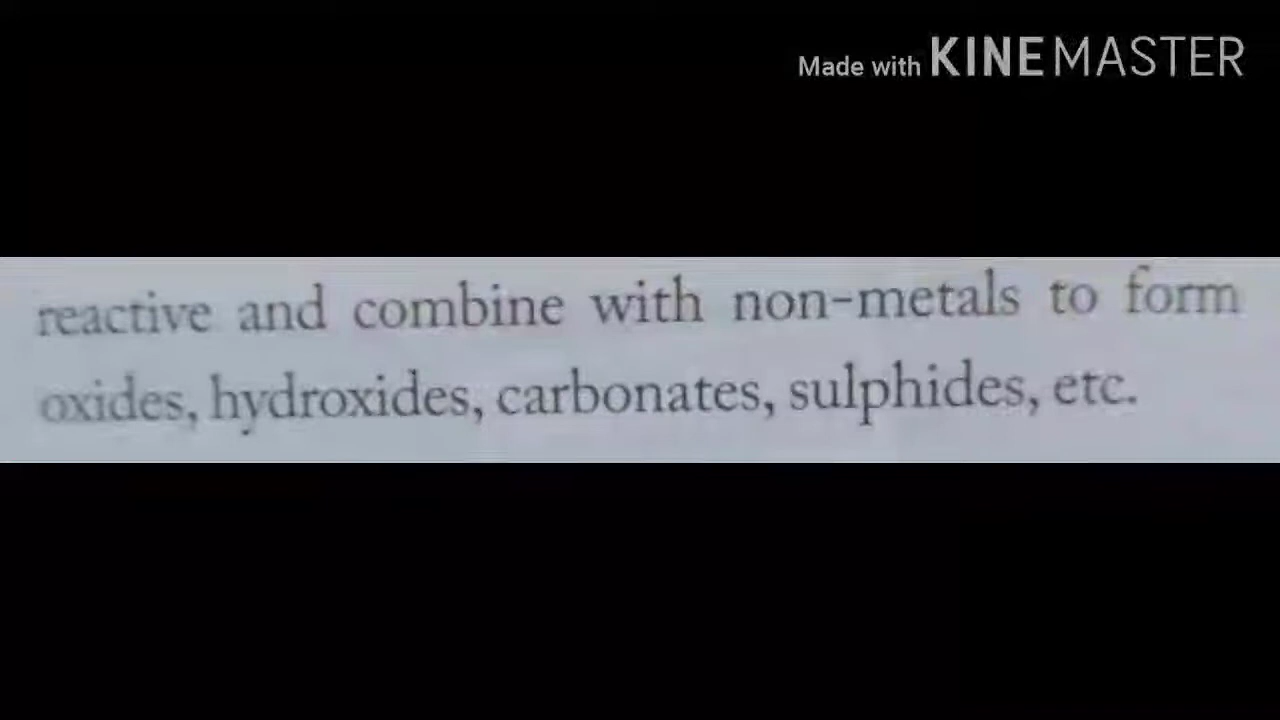 Made with KINEMASTER
reactive and combine with non-metals to form
oxides, hydroxides, carbonates, sulphides, etc.